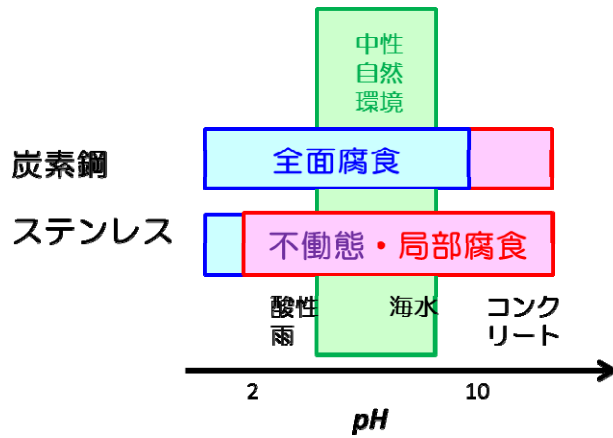 中性
自然
環境
炭素鋼
全面腐食
ステンレス
不働態・局部腐食
酸性
雨
海水
コンク
リート
2
10
pH